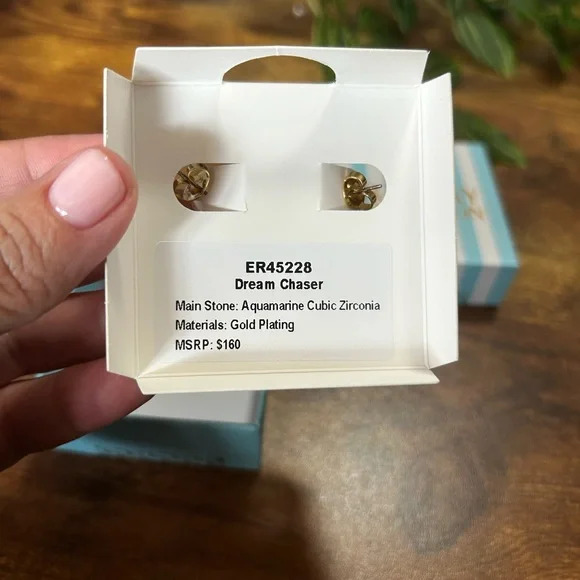 ER45228
Dream Chaser
Main Stone: Aquamarine Cubic Zirconia
Materials: Gold Plating
MSRP: $160